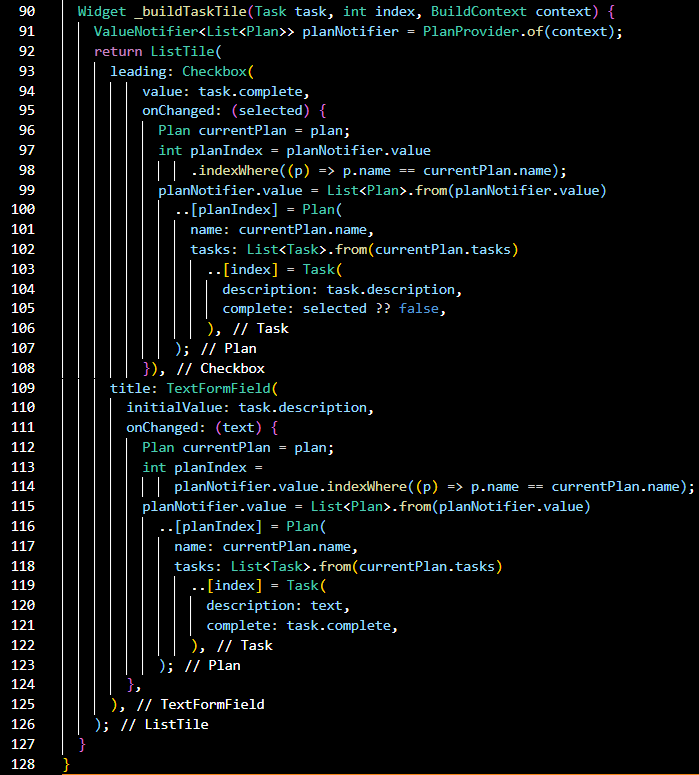 90 Widget _buildTaskTile(Task task, int index, BuildContext context) {
91 ValueNotifier<List<Plan>> planNotifier = PlanProvider.of(context);
92 return ListTile(
93 leading: Checkbox(
94 value: task.complete,
95 onChanged: (selected) {
96 Plan currentPlan = plan;
97 int planIndex = planNotifier.value
98 .indexWhere((p) => p.name == currentPlan.name);
99 planNotifier.value = List<Plan>.from(planNotifier.value)
100 ..[planIndex] = Plan(
101 name: currentPlan.name,
102 tasks: List<Task>.from(currentPlan.tasks)
103 ..[index] = Task(
104 description: task.description,
105 complete: selected ?? false,
106 ), // Task
107 ); // Plan
108 }), // Checkbox
109 title: TextFormField(
110 initialValue: task.description,
111 onChanged: (text) {
112 Plan currentPlan = plan;
113 int planIndex =
114 planNotifier.value.indexWhere((p) => p.name == currentPlan.name);
115 planNotifier.value = List<Plan>.from(planNotifier.value)
116 ..[planIndex] = Plan(
117 name: currentPlan.name,
118 tasks: List<Task>.from(currentPlan.tasks)
119 ..[index] = Task(
120 description: text,
121 complete: task.complete,
122 ), // Task
123 ); // Plan
124 },
125 ), // TextFormField
126 ); // ListTile
127 }
128 }